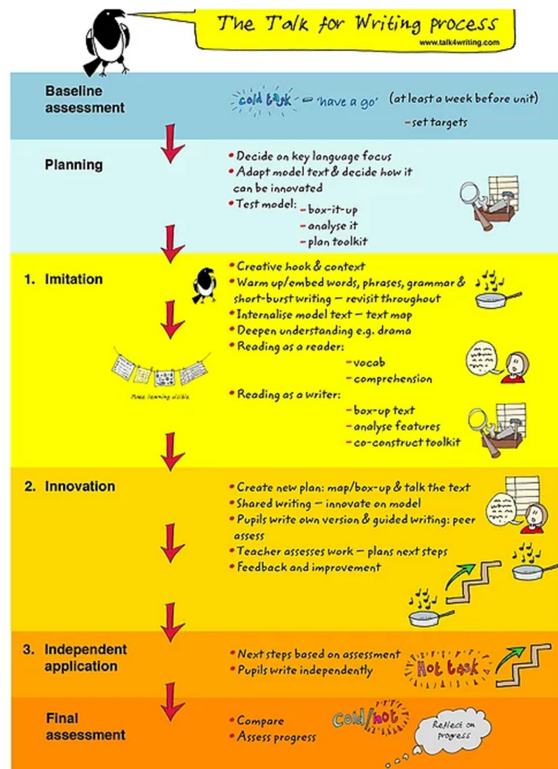 The Talk for Writing process
www.talk4writing.com
Baseline
assessment
cold task – 'have a go' (at least a week before unit)
– set targets
Planning
• Decide on key language focus
• Adapt model text & decide how it
can be innovated
• Test model: – box-it-up
– analyse it
– plan toolkit
1. Imitation
• Creative hook & context
• Warm up/embed words, phrases, grammar &
short-burst writing – revisit throughout
• Internalise model text – text map
• Deepen understanding e.g. drama
• Reading as a reader:
– vocab
– comprehension
Make learning visible
• Reading as a writer:
– box-up text
– analyse features
– co-construct toolkit
2. Innovation
• Create new plan: map/box-up & talk the text
• Shared writing – innovate on model
• Pupils write own version & guided writing: peer
assess
• Teacher assesses work – plans next steps
• Feedback and improvement
3. Independent
application
• Next steps based on assessment
• Pupils write independently
Hot task
Final
assessment
• Compare
• Assess progress
Cold/hot
Reflect on
progress